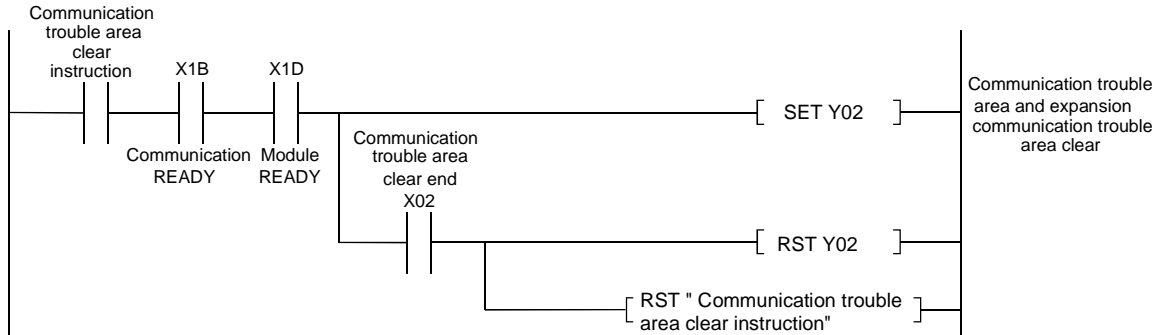 Communication
trouble area
clear
instruction
X1B
X1D
Communication
READY
Module
READY
[ SET Y02 ]
Communication trouble
area and expansion
communication trouble
area clear
Communication
trouble area
clear end
X02
[ RST Y02 ]
[ RST " Communication trouble
area clear instruction" ]